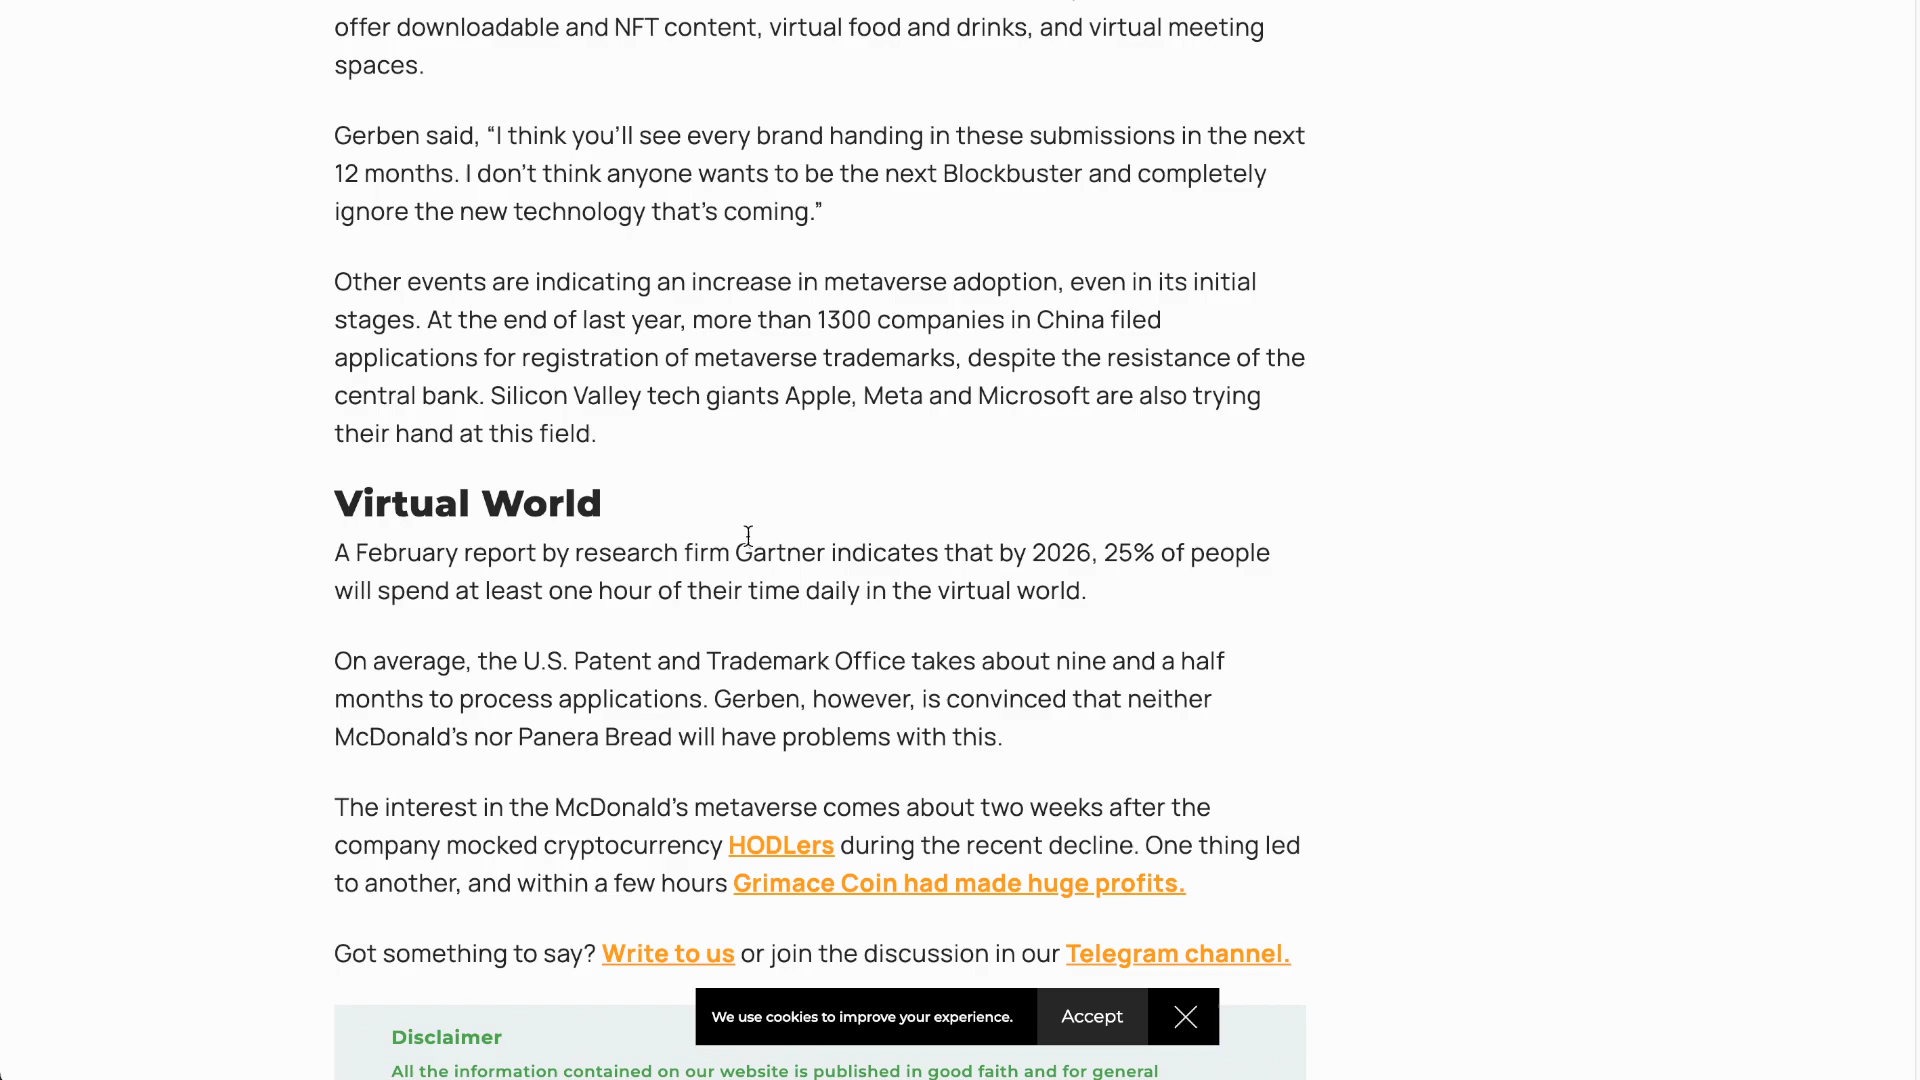 offer downloadable and NFT content, virtual food and drinks, and virtual meeting
spaces.
Gerben said, “I think you’ll see every brand handing in these submissions in the next
12 months. I don’t think anyone wants to be the next Blockbuster and completely
ignore the new technology that’s coming.”
Other events are indicating an increase in metaverse adoption, even in its initial
stages. At the end of last year, more than 1300 companies in China filed
applications for registration of metaverse trademarks, despite the resistance of the
central bank. Silicon Valley tech giants Apple, Meta and Microsoft are also trying
their hand at this field.
Virtual World
A February report by research firm Gartner indicates that by 2026, 25% of people
will spend at least one hour of their time daily in the virtual world.
On average, the U.S. Patent and Trademark Office takes about nine and a half
months to process applications. Gerben, however, is convinced that neither
McDonald’s nor Panera Bread will have problems with this.
The interest in the McDonald’s metaverse comes about two weeks after the
company mocked cryptocurrency HODLers during the recent decline. One thing led
to another, and within a few hours Grimace Coin had made huge profits.
Got something to say? Write to us or join the discussion in our Telegram channel.
We use cookies to improve your experience. Accept
Disclaimer
All the information contained on our website is published in good faith and for general